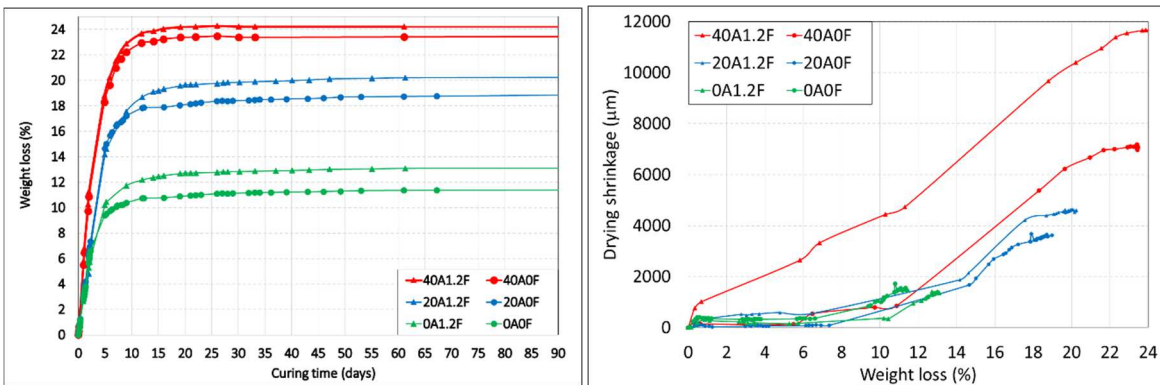 24
22
20
18
16
14
12
10
8
6
4
2
0
Weight loss (%)
0 5 10 15 20 25 30 35 40 45 50 55 60 65 70 75 80 85 90
Curing time (days)
40A1.2F 40A0F
20A1.2F 20A0F
0A1.2F 0A0F
12000
10000
8000
6000
4000
2000
0
Drying shrinkage (µm)
40A1.2F 40A0F
20A1.2F 20A0F
0A1.2F 0A0F
0 2 4 6 8 10 12 14 16 18 20 22 24
Weight loss (%)